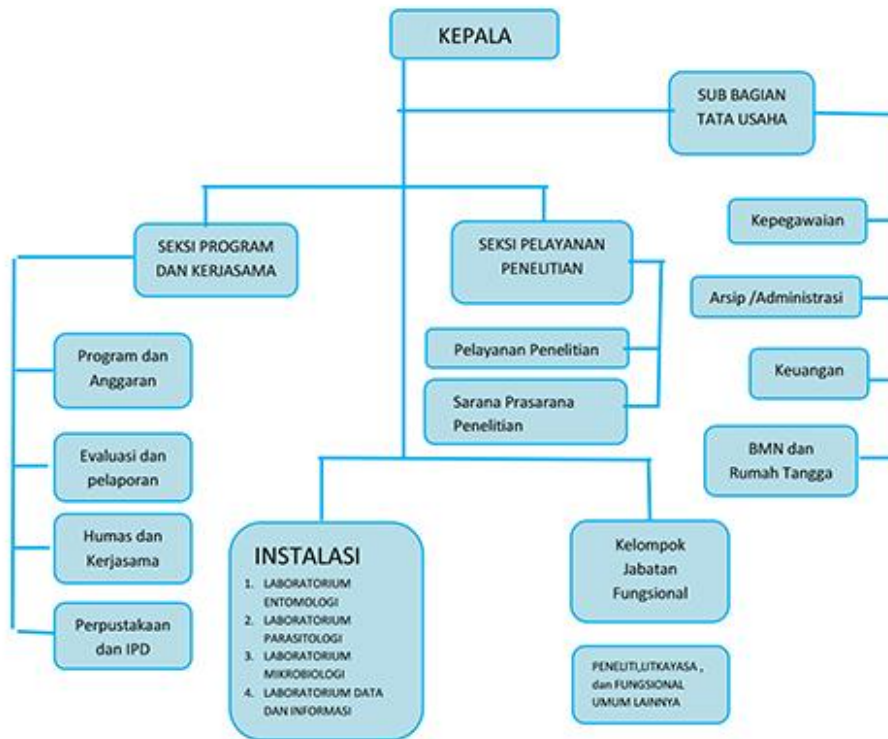 KEPALA
SUB BAGIAN
TATA USAHA
Kepegawaian
Arsip /Administrasi
Keuangan
BMN dan
Rumah Tangga
SEKSI PROGRAM
DAN KERJASAMA
Program dan
Anggaran
Evaluasi dan
pelaporan
Humas dan
Kerjasama
Perpustakaan
dan IPD
SEKSI PELAYANAN
PENELITIAN
Pelayanan Penelitian
Sarana Prasarana
Penelitian
INSTALASI
1. LABORATORIUM
ENTOMOLOGI
2. LABORATORIUM
PARASITOLOGI
3. LABORATORIUM
MIKROBIOLOGI
4. LABORATORIUM DATA
DAN INFORMASI
Kelompok
Jabatan
Fungsional
PENELITI,LITKAYASA ,
dan FUNGSIONAL
UMUM LAINNYA